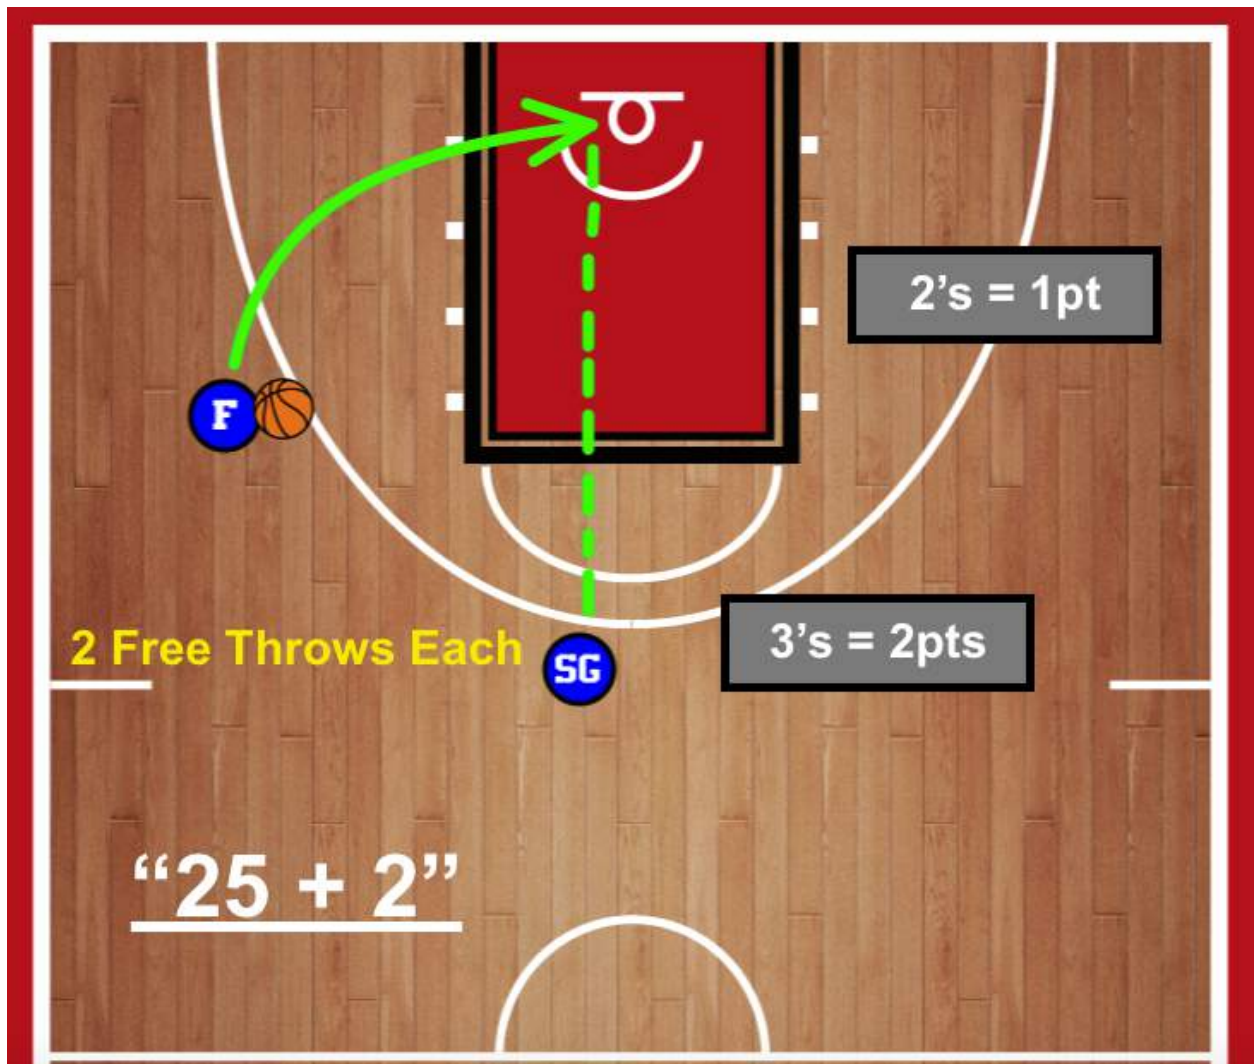 2’s = 1pt
F
3’s = 2pts
2 Free Throws Each
SG
“25 + 2”